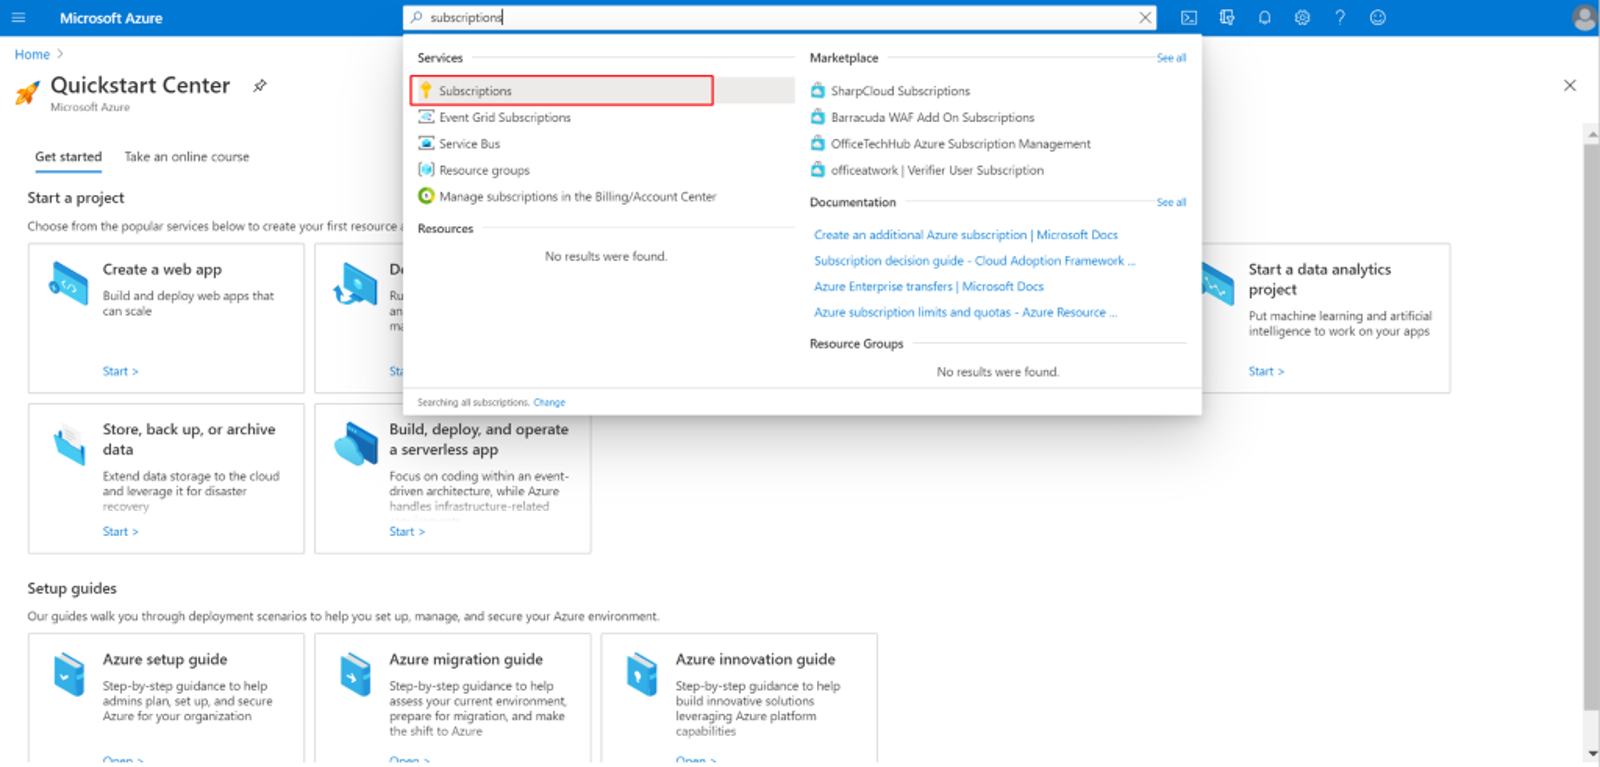 Microsoft Azure
subscriptions
Home >
Quickstart Center
Microsoft Azure
Get started
Take an online course
Start a project
Choose from the popular services below to create your first resource
Services
Subscriptions
Event Grid Subscriptions
Service Bus
Resource groups
Manage subscriptions in the Billing/Account Center
Resources
No results were found.
Marketplace
See all
SharpCloud Subscriptions
Barracuda WAF Add On Subscriptions
OfficeTechHub Azure Subscription Management
officeatwork | Verifier User Subscription
Documentation
See all
Create an additional Azure subscription | Microsoft Docs
Subscription decision guide - Cloud Adoption Framework ...
Azure Enterprise transfers | Microsoft Docs
Azure subscription limits and quotas - Azure Resource ...
Resource Groups
No results were found.
Searching all subscriptions. Change
Create a web app
Build and deploy web apps that
can scale
Start >
Start a data analytics
project
Put machine learning and artificial
intelligence to work on your apps
Start >
Store, back up, or archive
data
Extend data storage to the cloud
and leverage it for disaster
recovery
Start >
Build, deploy, and operate
a serverless app
Focus on coding within an event-
driven architecture, while Azure
handles infrastructure-related
Start >
Setup guides
Our guides walk you through deployment scenarios to help you set up, manage, and secure your Azure environment.
Azure setup guide
Step-by-step guidance to help
admins plan, set up, and secure
Azure for your organization
Open >
Azure migration guide
Step-by-step guidance to help
assess your current environment,
prepare for migration, and make
the shift to Azure
Open >
Azure innovation guide
Step-by-step guidance to help
build innovative solutions
leveraging Azure platform
capabilities
Open >